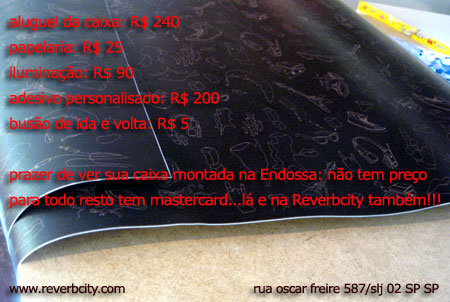 aluguel da caixa: R$ 240
papelaria: R$ 25
iluminação: R$ 90
adesivo personalisado: R$ 200
busão de ida e volta: R$ 5
prazer de ver sua caixa montada na Endossa: não tem preço
para todo resto tem mastercard...lá e na Reverbcity também!!!
www.reverbcity.com
rua oscar freire 587/slj 02 SP SP